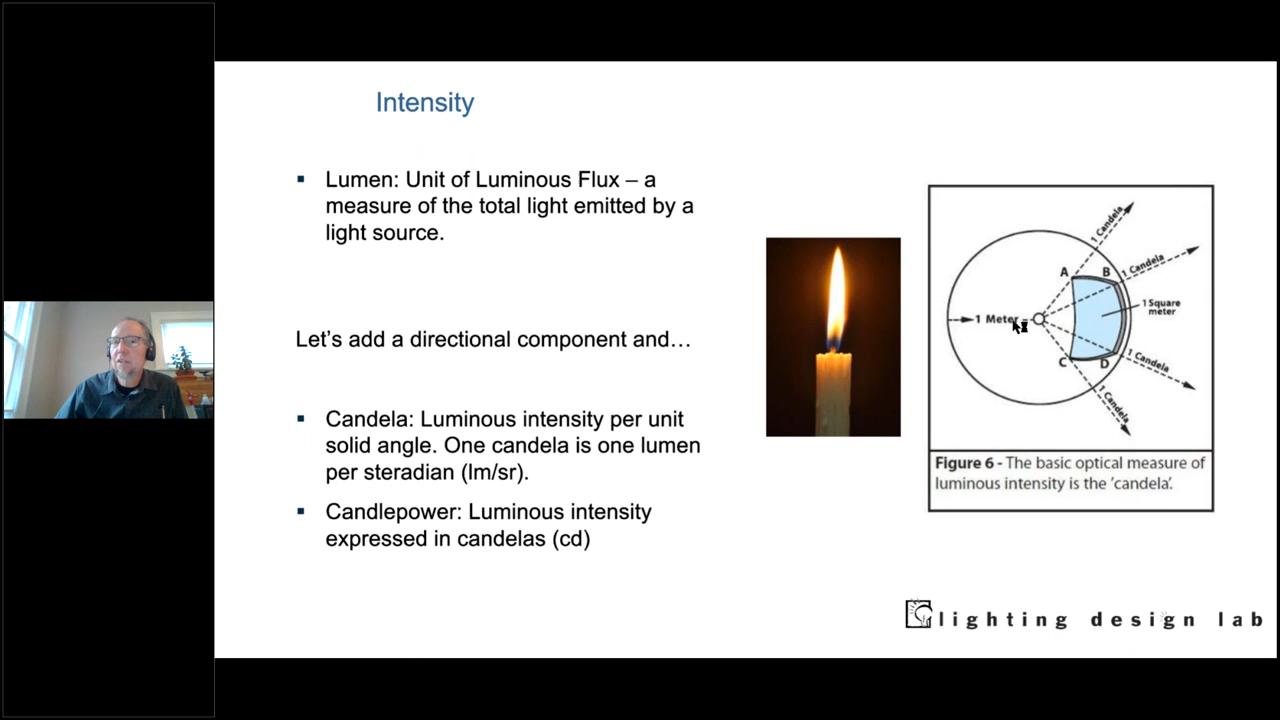 Intensity
▪ Lumen: Unit of Luminous Flux – a
measure of the total light emitted by a
light source.
Let's add a directional component and…
▪ Candela: Luminous intensity per unit
solid angle. One candela is one lumen
per steradian (lm/sr).
▪ Candlepower: Luminous intensity
expressed in candelas (cd)
1 Candela
A
B
1 Candela
1 Square
meter
1 Meter
C
D
1 Candela
1 Candela
Figure 6 - The basic optical measure of
luminous intensity is the 'candela'.
lighting design lab